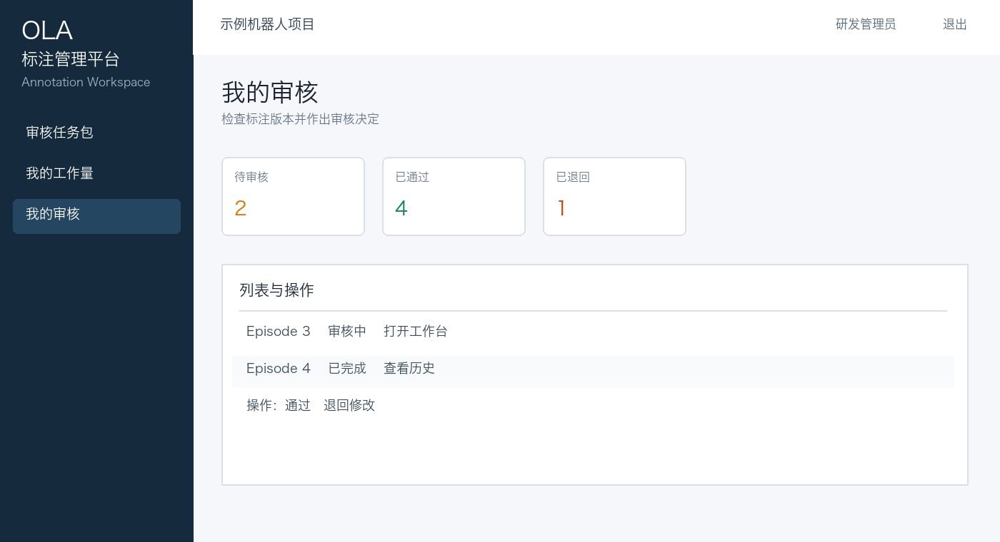 OLA
标注管理平台
Annotation Workspace
审核任务包
我的工作量
我的审核
示例机器人项目
研发管理员
退出
我的审核
检查标注版本并作出审核决定
待审核
2
已通过
4
已退回
1
列表与操作
Episode 3 审核中 打开工作台
Episode 4 已完成 查看历史
操作：通过 退回修改